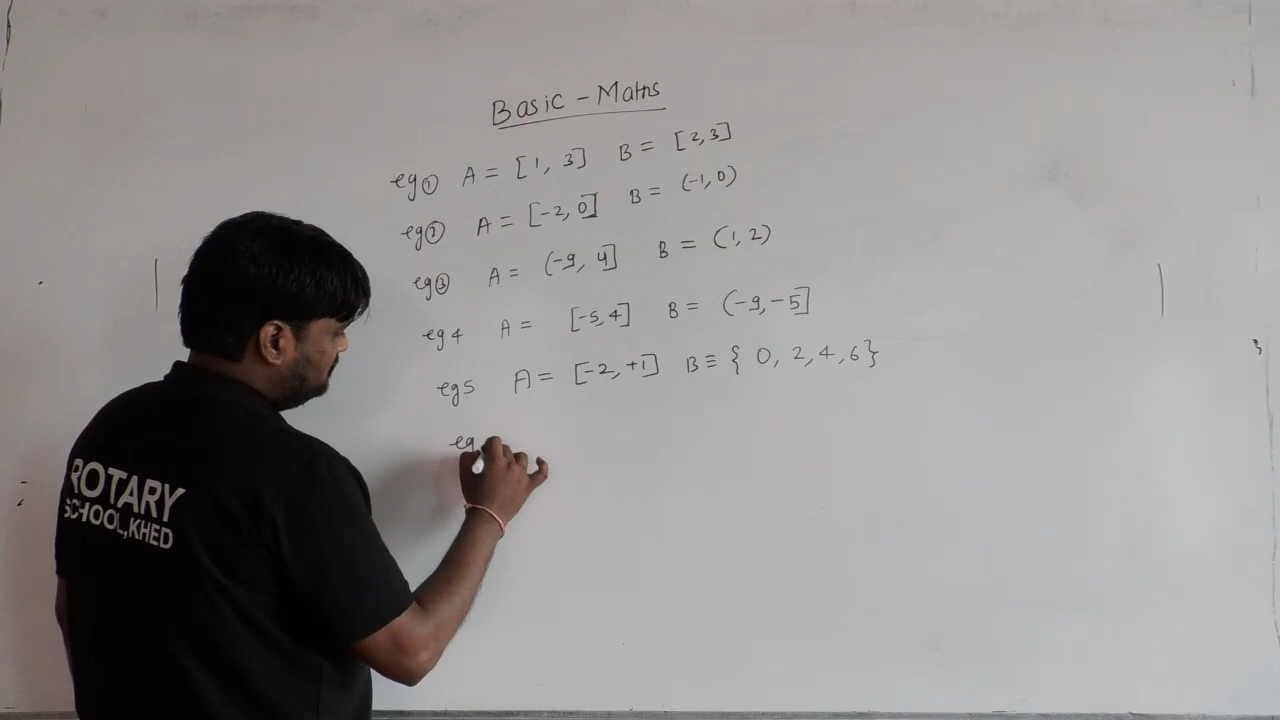 Basic - Maths
eg① A = [1, 3] B = [2,3]
eg② A = [-2, 0] B = (-1, 0)
eg③ A = (-9, 4] B = (1, 2)
eg 4 A = [-5,4] B = (-9,-5]
eg 5 A = [-2,+1] B ≡ { 0, 2, 4, 6}
eg
ROTARY
SCHOOL,KHED